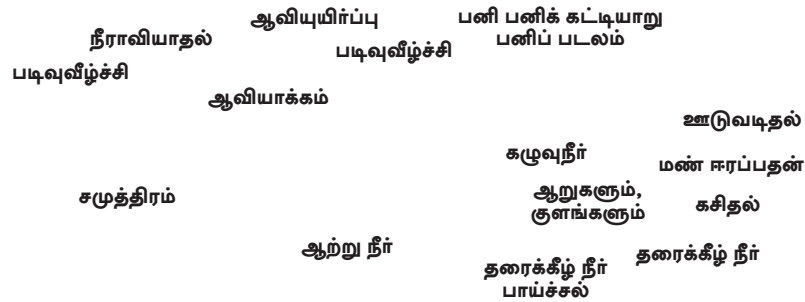 ஆவியுயிர்ப்பு
பனி பனிக் கட்டியாறு
பனிப் படலம்
நீராவியாதல்
படிவுவீழ்ச்சி
படிவுவீழ்ச்சி
ஆவியாக்கம்
ஊடுவடிதல்
கழுவுநீர்
மண் ஈரப்பதன்
சமுத்திரம்
ஆறுகளும்,
குளங்களும்
கசிதல்
ஆற்று நீர்
தரைக்கீழ் நீர்
தரைக்கீழ் நீர்
பாய்ச்சல்